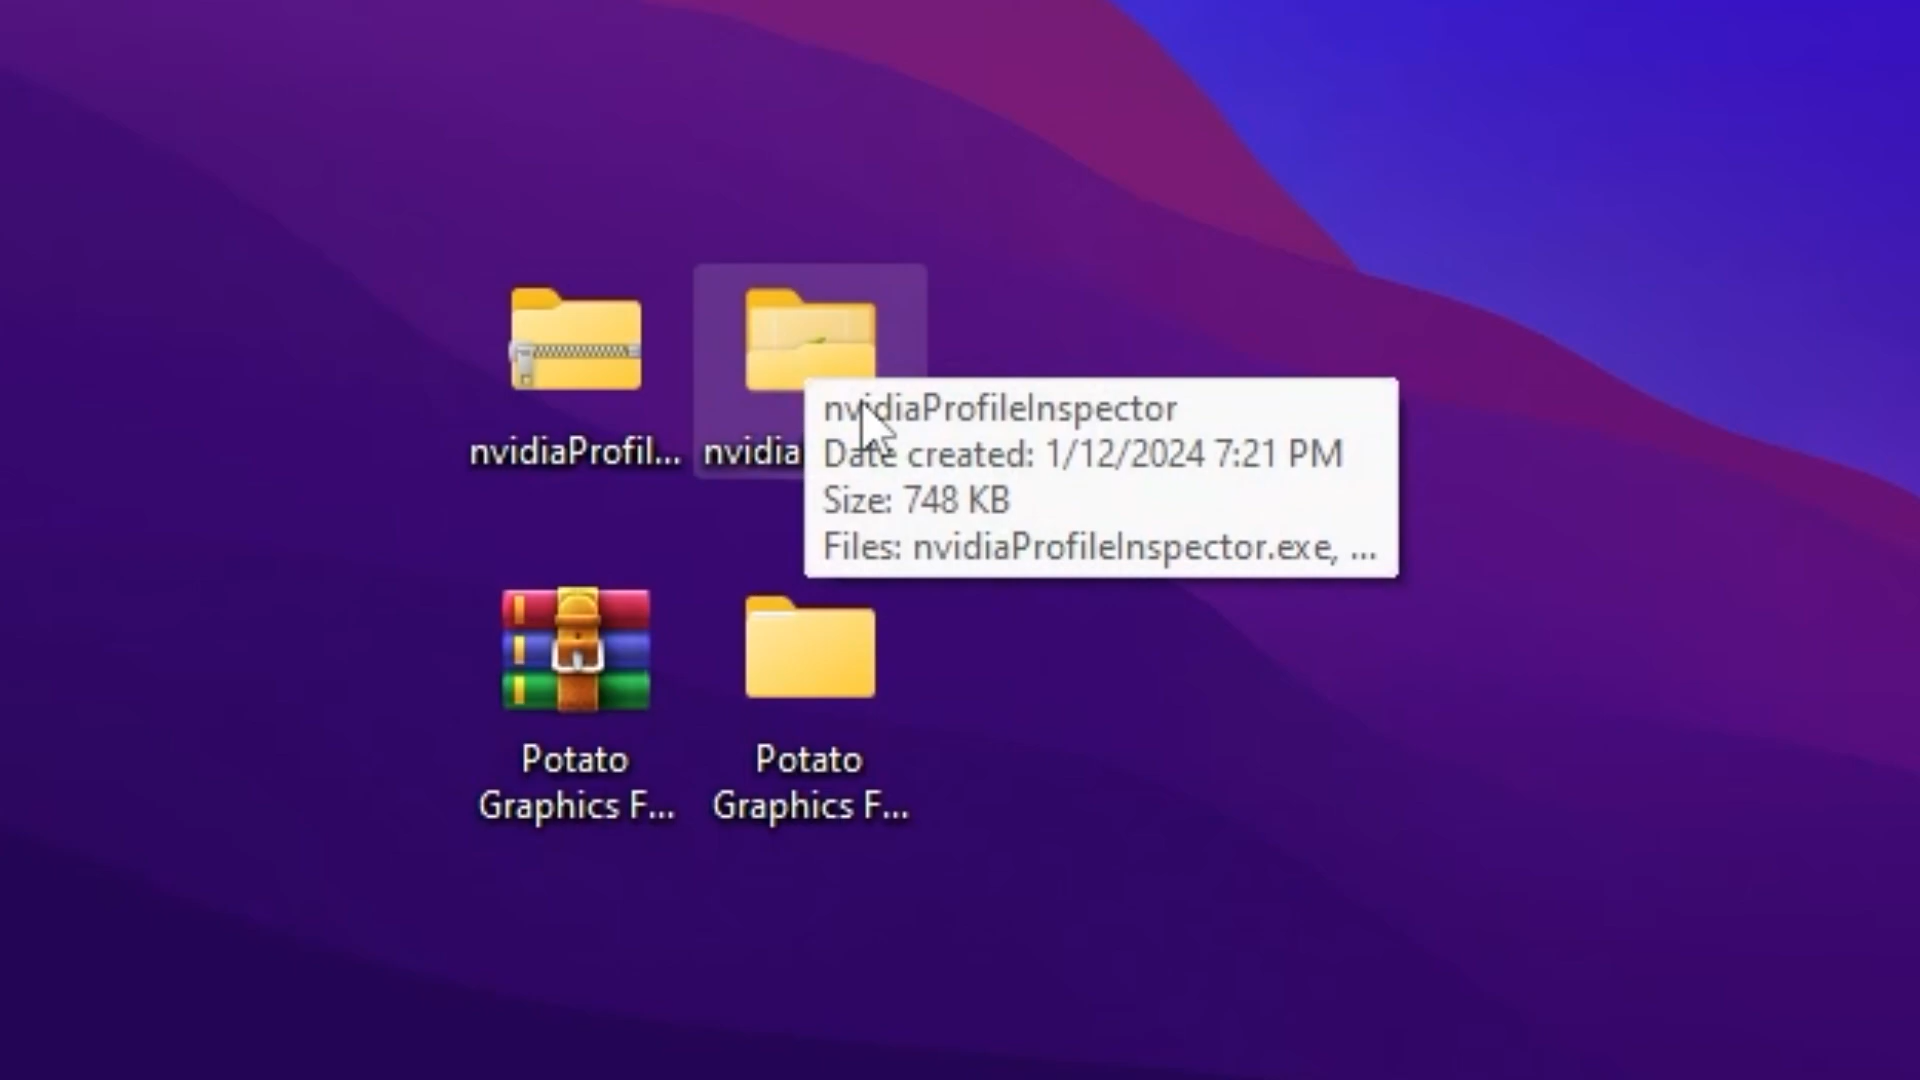 nvidiaProfil...
nvidia
nvidiaProfileInspector
Date created: 1/12/2024 7:21 PM
Size: 748 KB
Files: nvidiaProfileInspector.exe, ...
Potato
Graphics F...
Potato
Graphics F...